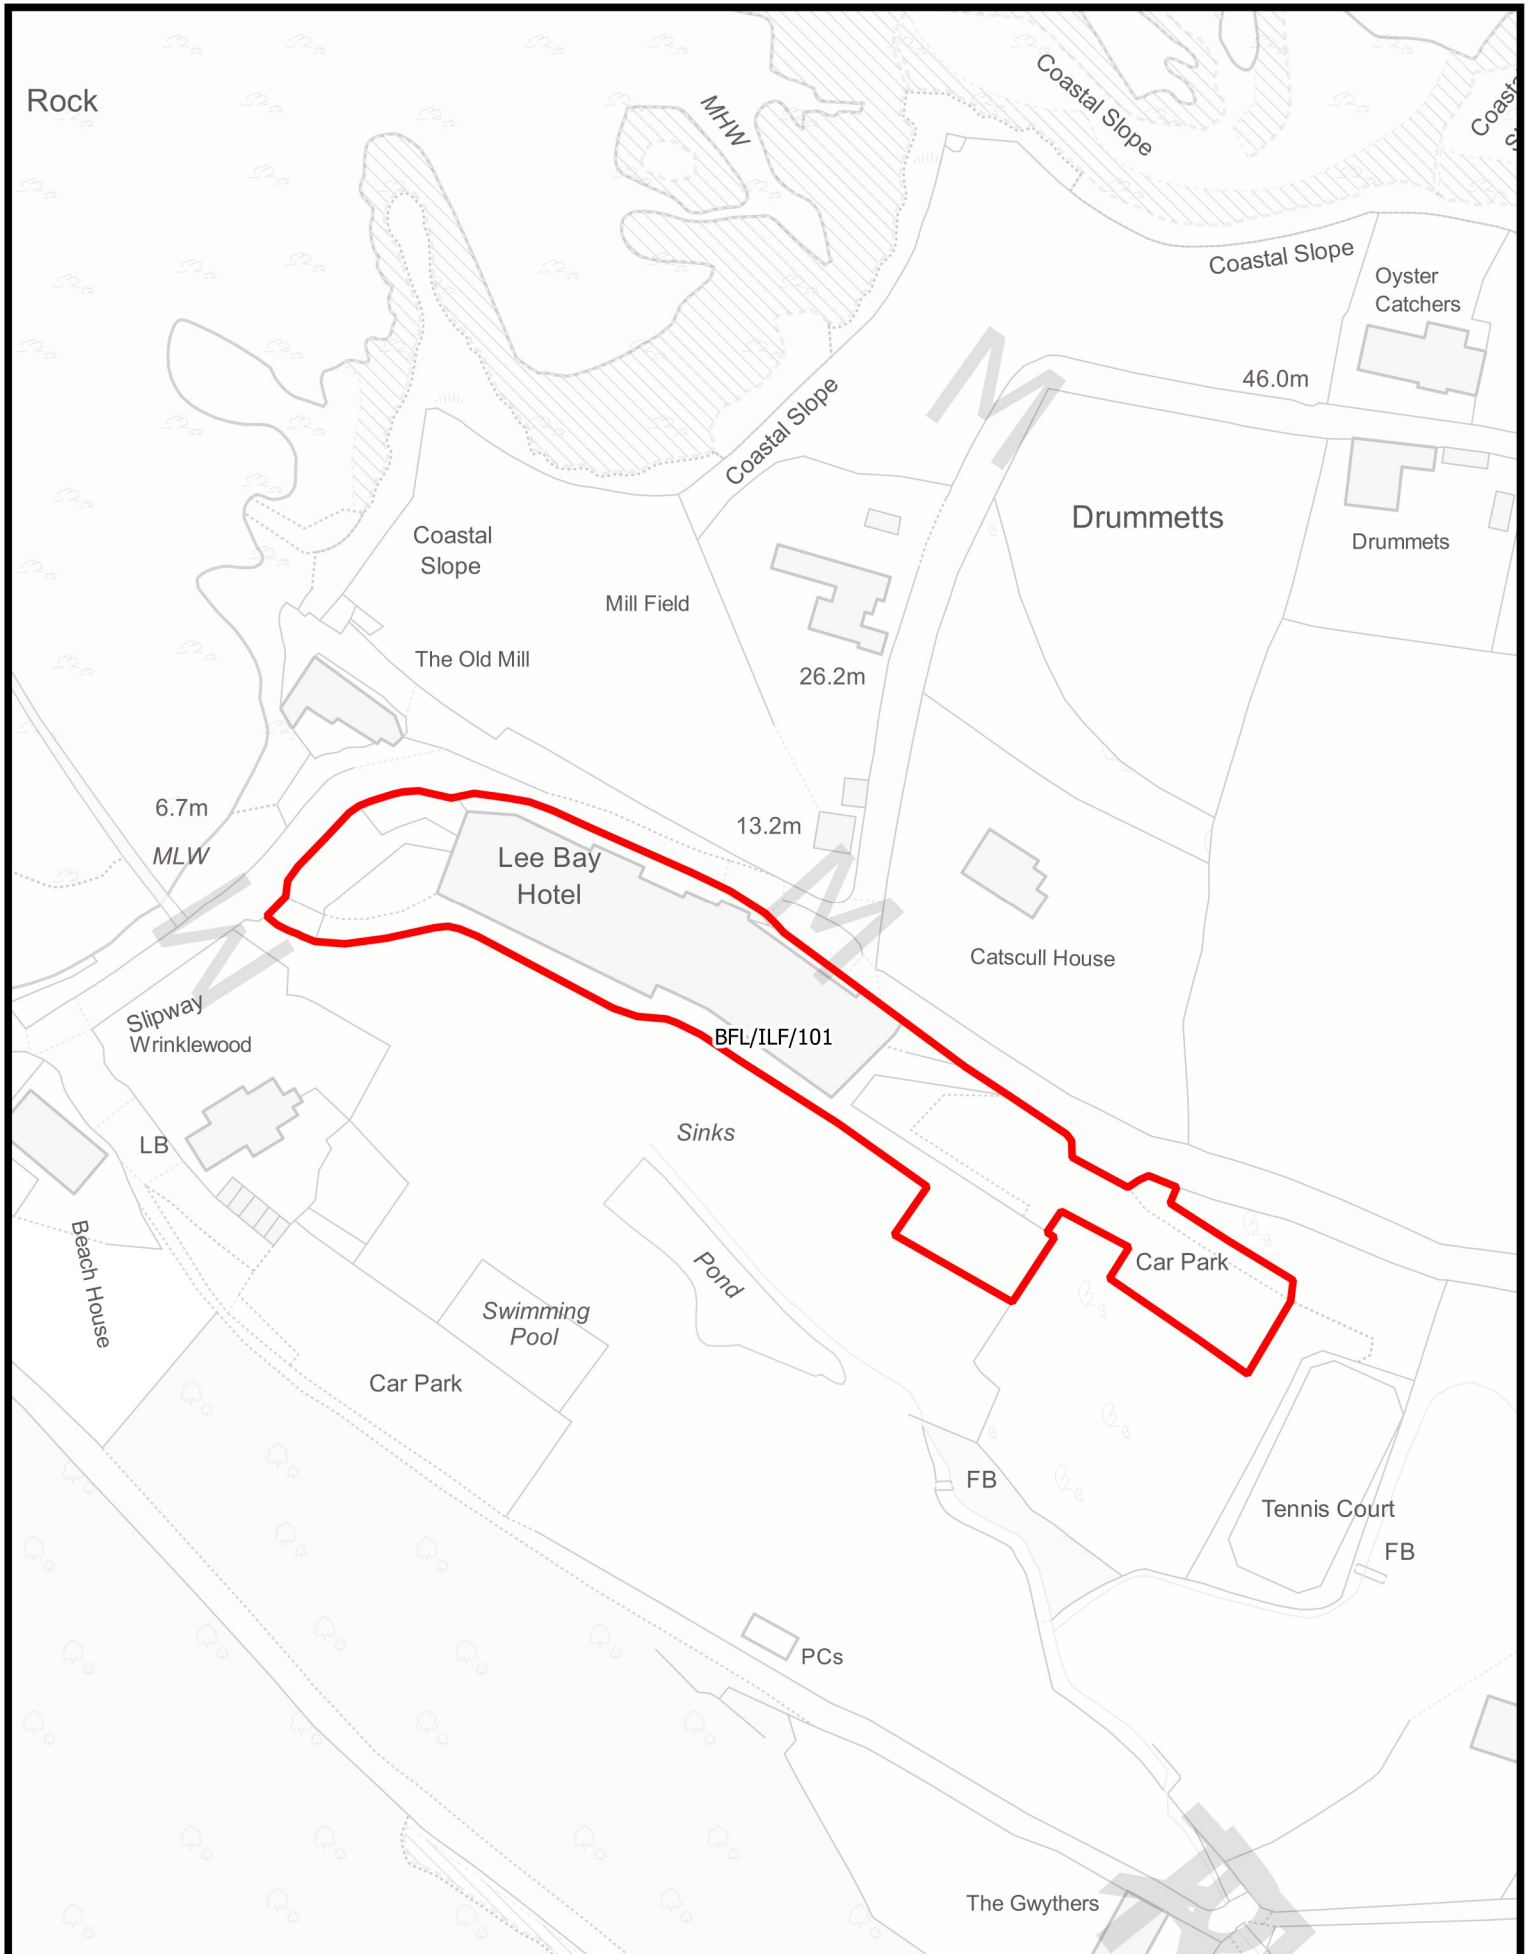 Rock
MHW
Coastal Slope
Coastal Slope
Oyster
Catchers
46.0m
Coastal Slope
Drummetts
Drummets
Coastal
Slope
Mill Field
The Old Mill
26.2m
6.7m
MLW
13.2m
Lee Bay
Hotel
Catscull House
Slipway
Wrinklewood
BFL/ILF/101
LB
Sinks
Beach House
Pond
Car Park
Swimming
Pool
Car Park
FB
Tennis Court
FB
PCs
The Gwythers